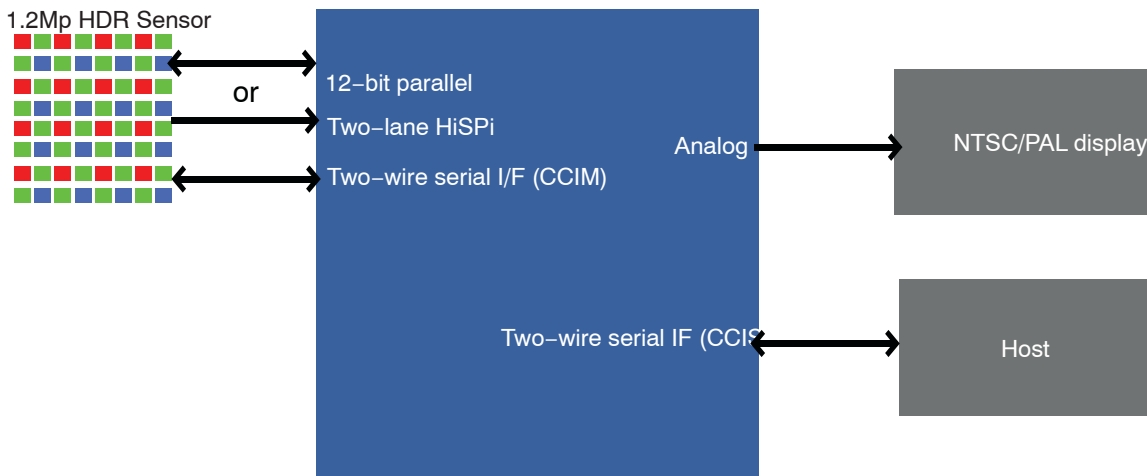 1.2Mp HDR Sensor
12−bit parallel
or
Two−lane HiSPi
Analog
NTSC/PAL display
Two−wire serial I/F (CCIM)
Two−wire serial IF (CCIS
Host